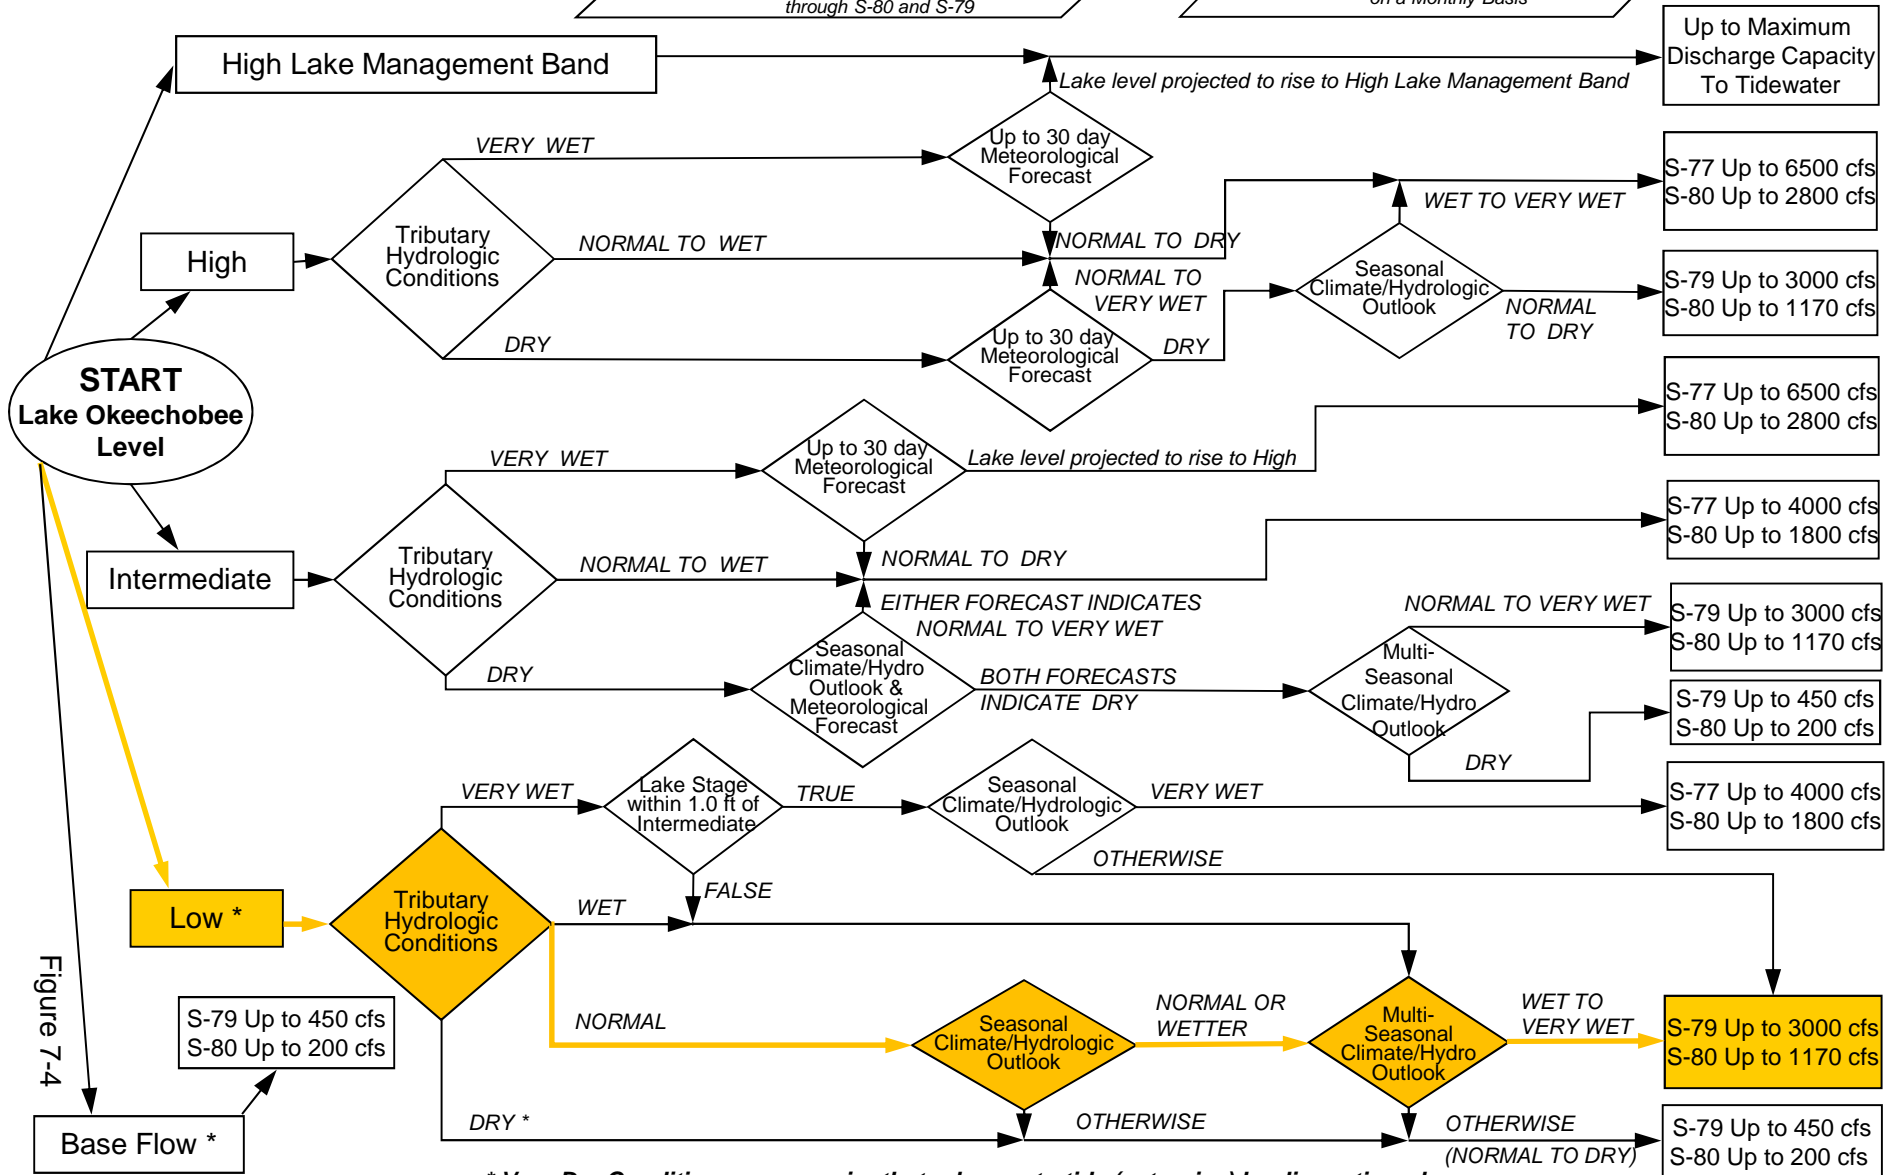 through S-80 and S-79
on a Monthly Basis
High Lake Management Band
Up to Maximum
Discharge Capacity
To Tidewater
Lake level projected to rise to High Lake Management Band
VERY WET
Up to 30 day
Meteorological
Forecast
S-77 Up to 6500 cfs
S-80 Up to 2800 cfs
WET TO VERY WET
High
Tributary
Hydrologic
Conditions
NORMAL TO WET
NORMAL TO DRY
NORMAL TO
VERY WET
Seasonal
Climate/Hydrologic
Outlook
NORMAL
TO DRY
S-79 Up to 3000 cfs
S-80 Up to 1170 cfs
DRY
Up to 30 day
Meteorological
Forecast
DRY
START
Lake Okeechobee
Level
S-77 Up to 6500 cfs
S-80 Up to 2800 cfs
VERY WET
Up to 30 day
Meteorological
Forecast
Lake level projected to rise to High
S-77 Up to 4000 cfs
S-80 Up to 1800 cfs
Intermediate
Tributary
Hydrologic
Conditions
NORMAL TO WET
NORMAL TO DRY
EITHER FORECAST INDICATES
NORMAL TO VERY WET
NORMAL TO VERY WET
S-79 Up to 3000 cfs
S-80 Up to 1170 cfs
DRY
Seasonal
Climate/Hydro
Outlook &
Meteorological
Forecast
BOTH FORECASTS
INDICATE DRY
Multi-
Seasonal
Climate/Hydro
Outlook
DRY
S-79 Up to 450 cfs
S-80 Up to 200 cfs
VERY WET
Lake Stage
within 1.0 ft of
Intermediate
TRUE
Seasonal
Climate/Hydrologic
Outlook
VERY WET
S-77 Up to 4000 cfs
S-80 Up to 1800 cfs
OTHERWISE
FALSE
Low *
Tributary
Hydrologic
Conditions
WET
NORMAL
Seasonal
Climate/Hydrologic
Outlook
NORMAL OR
WETTER
Multi-
Seasonal
Climate/Hydro
Outlook
WET TO
VERY WET
S-79 Up to 3000 cfs
S-80 Up to 1170 cfs
Figure 7-4
S-79 Up to 450 cfs
S-80 Up to 200 cfs
Base Flow *
DRY *
OTHERWISE
OTHERWISE
(NORMAL TO DRY)
S-79 Up to 450 cfs
S-80 Up to 200 cfs